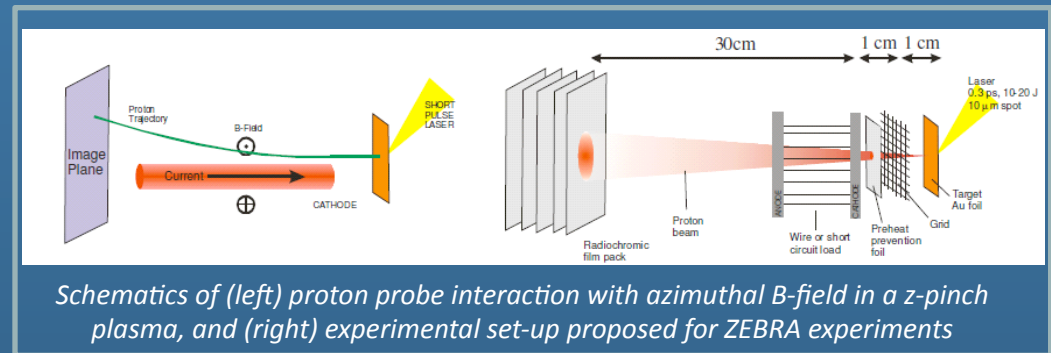 30cm
1 cm
1 cm
Laser
0.3 ps, 10-20 J
10 μm spot
SHORT
PULSE
LASER
Proton
Trajectory
B-Field
Image
Plane
Current
CATHODE
ANODE
CATHODE
Target
Au foil
Grid
Proton
beam
Preheat
prevention
foil
Wire or short
circuit load
Radiochromic
film pack
Schematics of (left) proton probe interaction with azimuthal B-field in a z-pinch
plasma, and (right) experimental set-up proposed for ZEBRA experiments